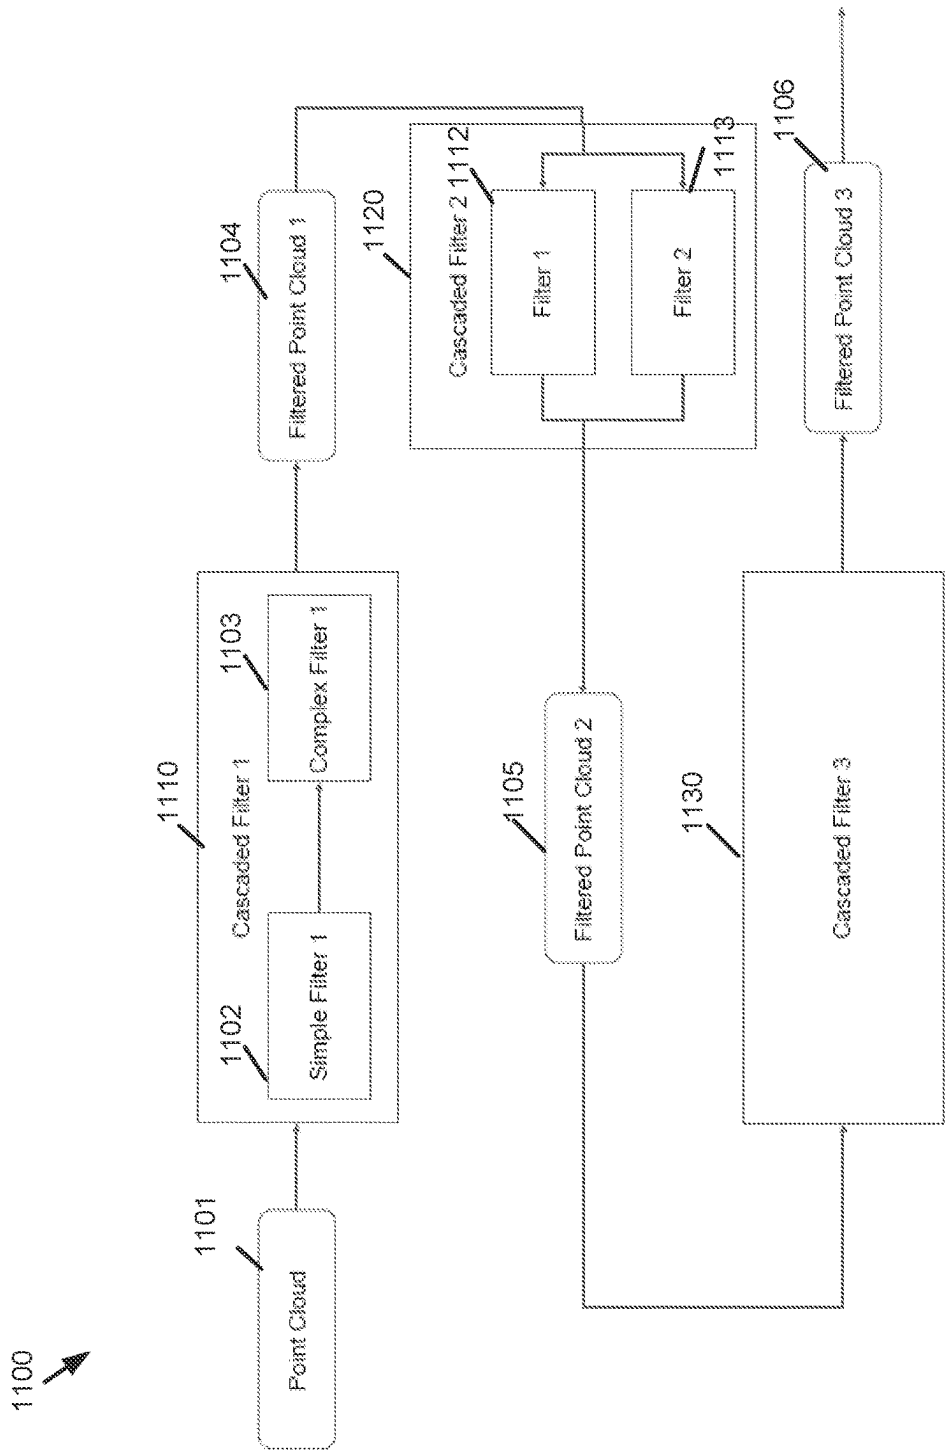 1100
1101
Point Cloud
1110
Cascaded Filter 1
1102
Simple Filter 1
1103
Complex Filter 1
1104
Filtered Point Cloud 1
1120
Cascaded Filter 2
1112
Filter 1
1113
Filter 2
1105
Filtered Point Cloud 2
1130
Cascaded Filter 3
1106
Filtered Point Cloud 3